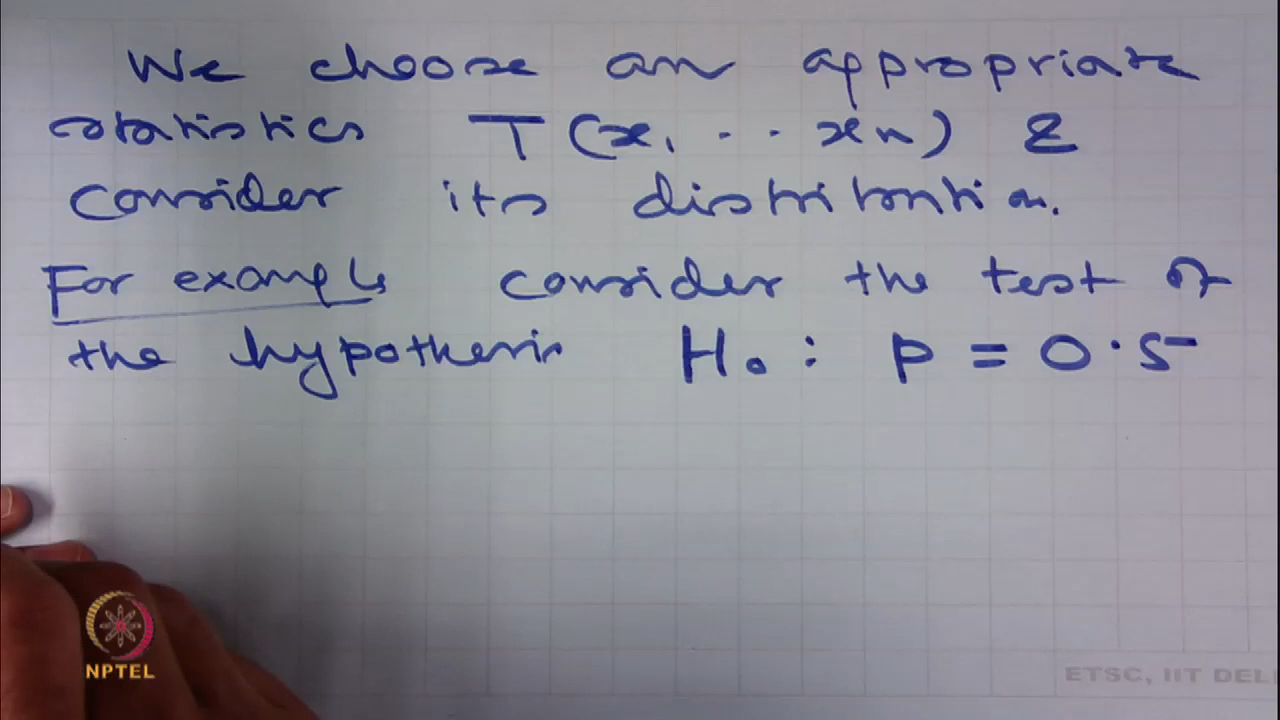 We choose an appropriate
statistics T(x1 .. xn) &
consider its distribution.
For example consider the test of
the hypothesis H0 : p = 0.5
NPTEL
ETSC, IIT DEL